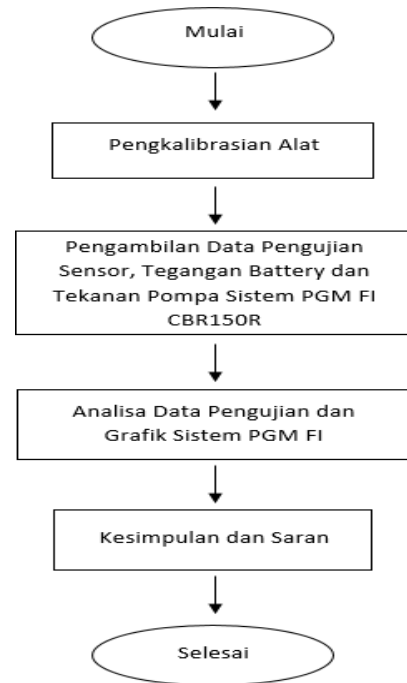 Mulai
Pengkalibrasian Alat
Pengambilan Data Pengujian
Sensor, Tegangan Battery dan
Tekanan Pompa Sistem PGM FI
CBR150R
Analisa Data Pengujian dan
Grafik Sistem PGM FI
Kesimpulan dan Saran
Selesai